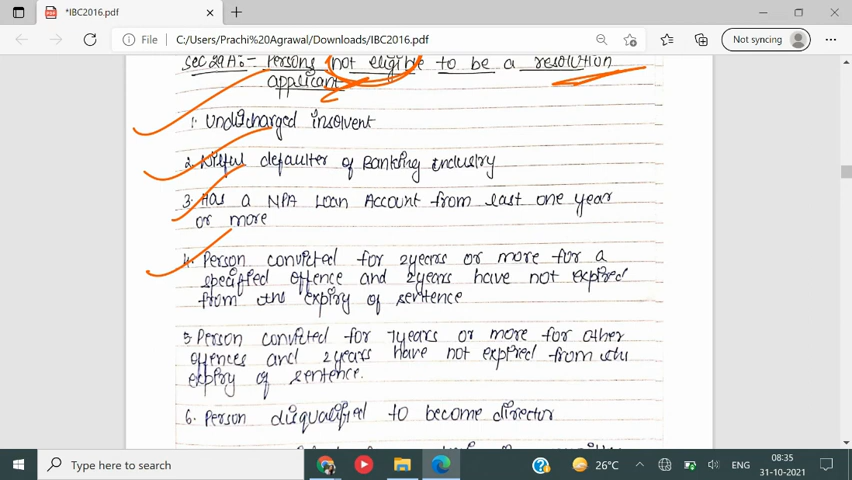 *IBC2016.pdf
File
C:/Users/Prachi%20Agrawal/Downloads/IBC2016.pdf
Not syncing
Sec 29A:- Persons (not eligible to be a resolution
applicant
1. Undischarged insolvent
2. Wilful defaulter of Banking industry
3. Has a NPA Loan Account from last one year
or more
4. Person convicted for 2years or more for a
specified offence and 2years have not expired
from the expiry of sentence
5. Person convicted for 7years or more for other
offences and 2years have not expired from the
expiry of sentence.
6. Person disqualified to become director
Type here to search
26°C
ENG
08:35
31-10-2021